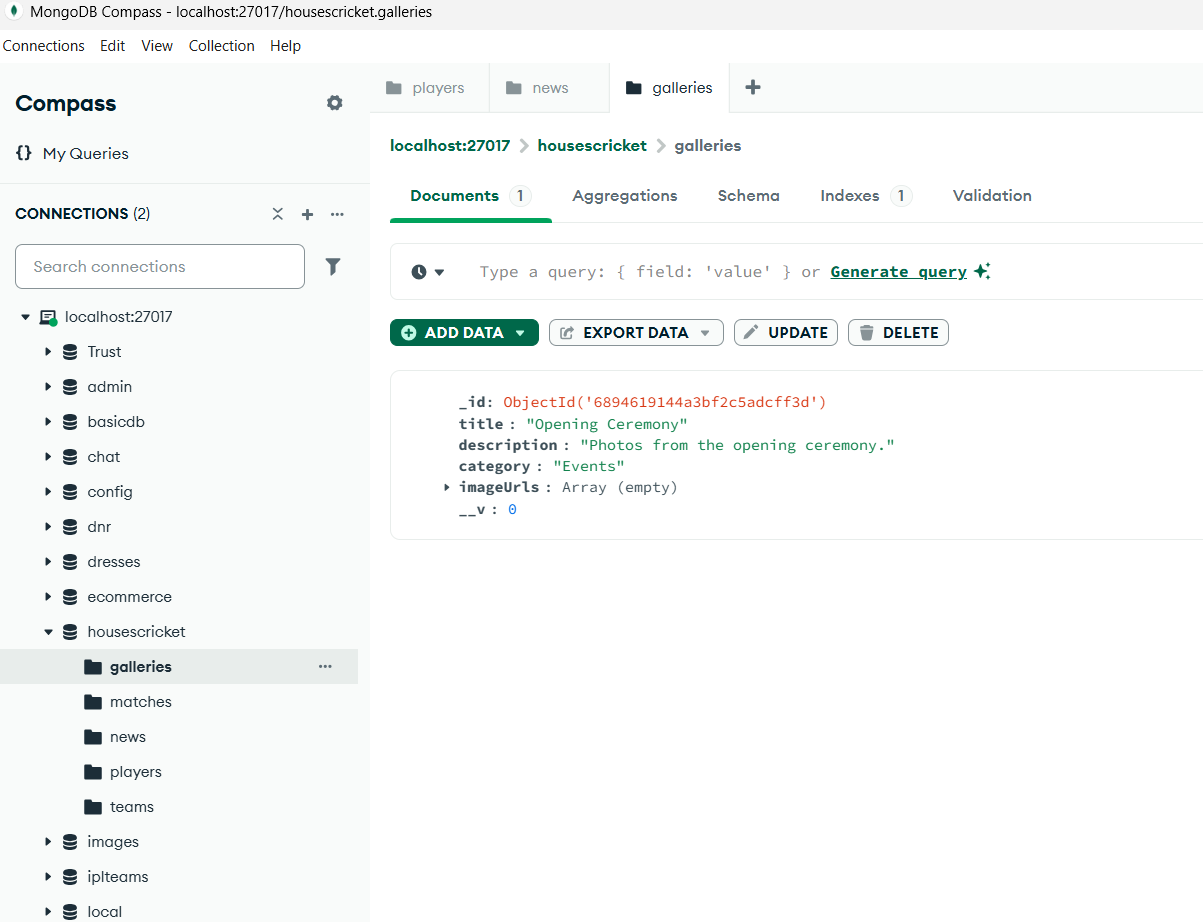 MongoDB Compass - localhost:27017/housescricket.galleries
Connections Edit View Collection Help
Compass
{} My Queries
CONNECTIONS (2)
Search connections
localhost:27017
Trust
admin
basicdb
chat
config
dnr
dresses
ecommerce
housescricket
galleries
matches
news
players
teams
images
iplteams
local
players news galleries
localhost:27017 > housescricket > galleries
Documents 1 Aggregations Schema Indexes 1 Validation
Type a query: { field: 'value' } or Generate query
ADD DATA EXPORT DATA UPDATE DELETE
_id: ObjectId('6894619144a3bf2c5adcff3d')
title : "Opening Ceremony"
description : "Photos from the opening ceremony."
category : "Events"
imageUrls : Array (empty)
__v : 0